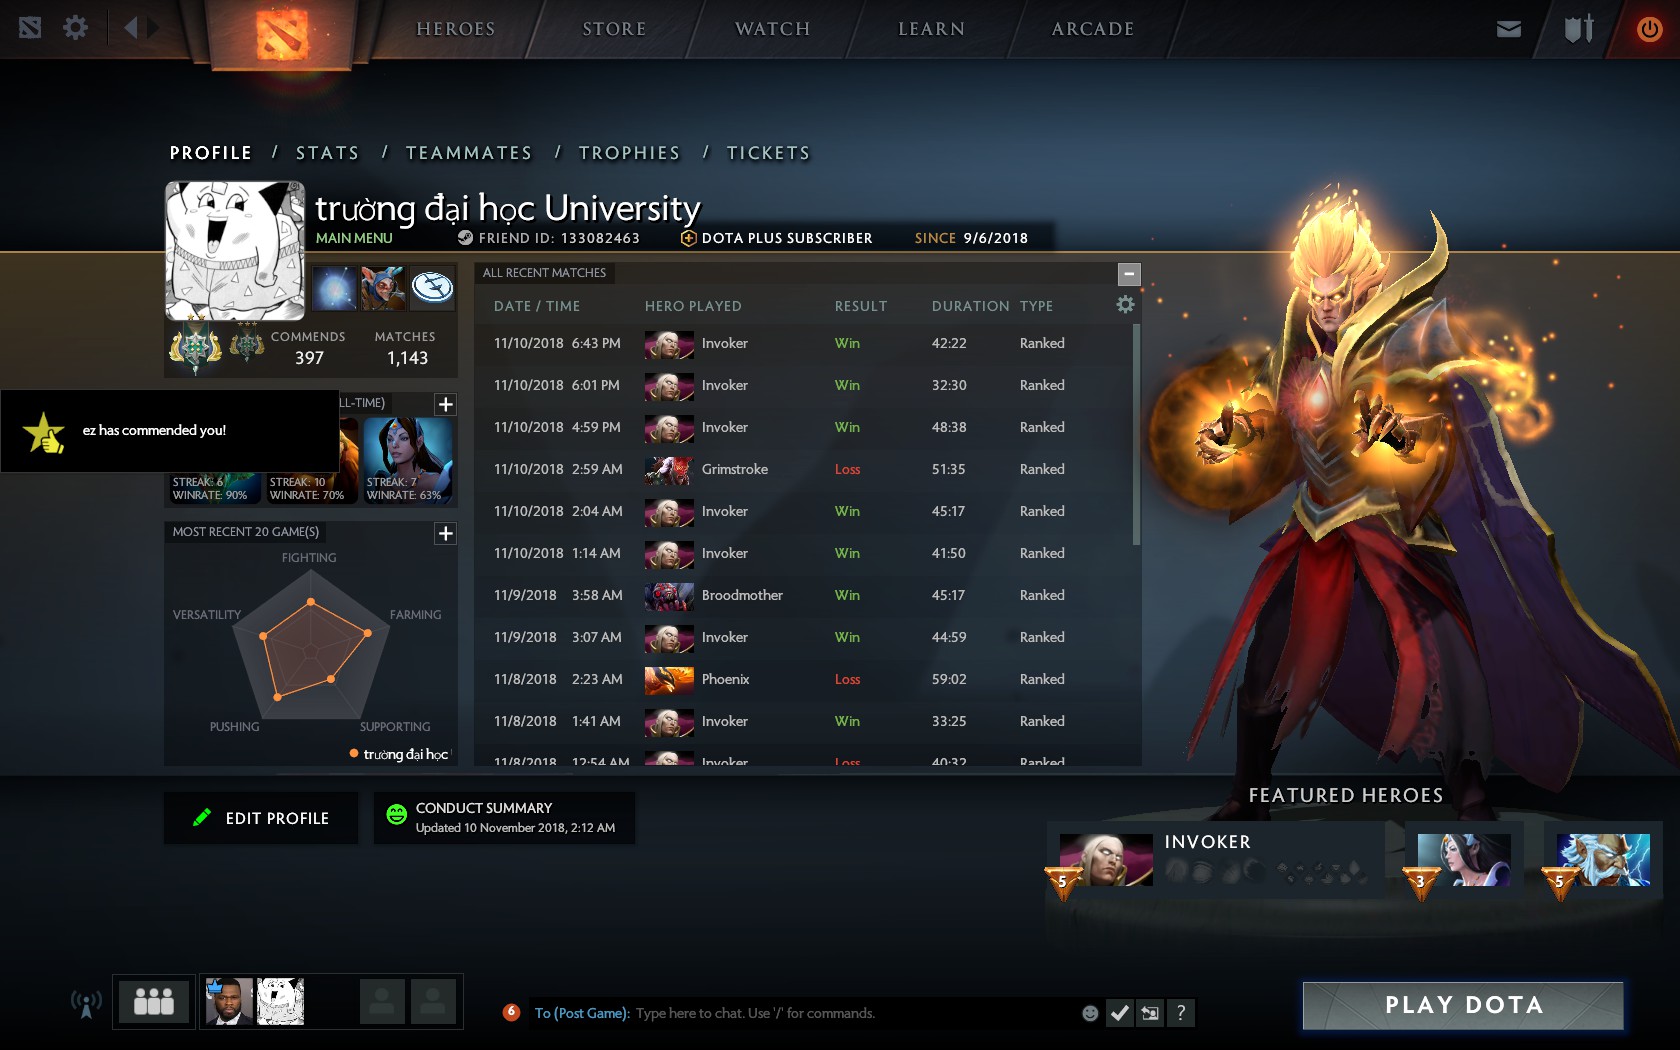 HEROES
STORE
WATCH
LEARN
ARCADE
PROFILE / STATS / TEAMMATES / TROPHIES / TICKETS
trường đại học University
MAIN MENU
FRIEND ID: 133082463
DOTA PLUS SUBSCRIBER
SINCE 9/6/2018
COMMENDS
397
MATCHES
1,143
ez has commended you!
LL-TIME)
STREAK: 6
WINRATE: 90%
STREAK: 10
WINRATE: 70%
STREAK: 7
WINRATE: 63%
MOST RECENT 20 GAME(S)
FIGHTING
VERSATILITY
FARMING
PUSHING
SUPPORTING
trường đại học
ALL RECENT MATCHES
DATE / TIME HERO PLAYED RESULT DURATION TYPE
11/10/2018 6:43 PM Invoker Win 42:22 Ranked
11/10/2018 6:01 PM Invoker Win 32:30 Ranked
11/10/2018 4:59 PM Invoker Win 48:38 Ranked
11/10/2018 2:59 AM Grimstroke Loss 51:35 Ranked
11/10/2018 2:04 AM Invoker Win 45:17 Ranked
11/10/2018 1:14 AM Invoker Win 41:50 Ranked
11/9/2018 3:58 AM Broodmother Win 45:17 Ranked
11/9/2018 3:07 AM Invoker Win 44:59 Ranked
11/8/2018 2:23 AM Phoenix Loss 59:02 Ranked
11/8/2018 1:41 AM Invoker Win 33:25 Ranked
11/8/2018 12:54 AM Invoker Loss 40:32 Ranked
EDIT PROFILE
CONDUCT SUMMARY
Updated 10 November 2018, 2:12 AM
FEATURED HEROES
INVOKER
5
3
5
6
To (Post Game): Type here to chat. Use '/' for commands.
?
PLAY DOTA